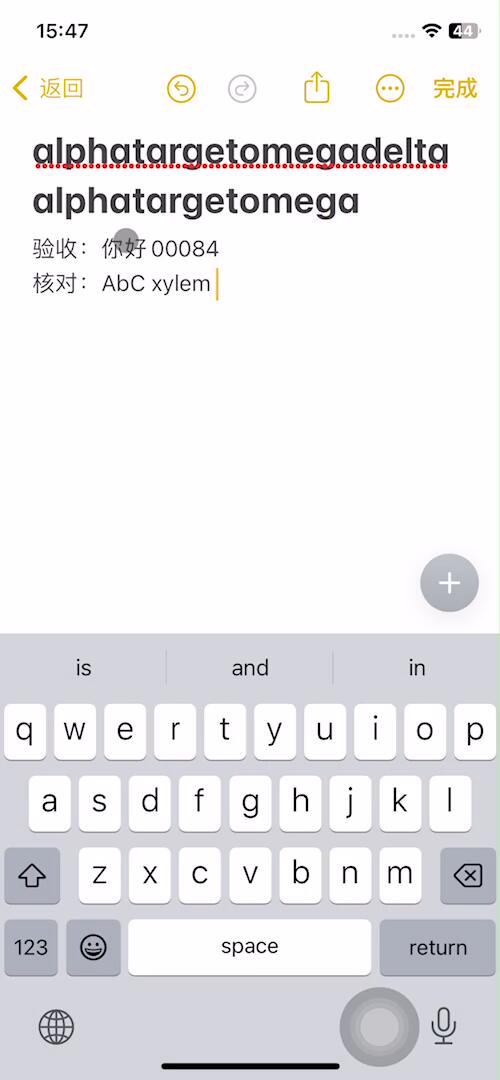 15:47
44
返回
完成
alphatargetomegadelta
alphatargetomega
验收：你好 00084
核对：AbC xylem
is and in
q w e r t y u i o p
a s d f g h j k l
z x c v b n m
123 space return